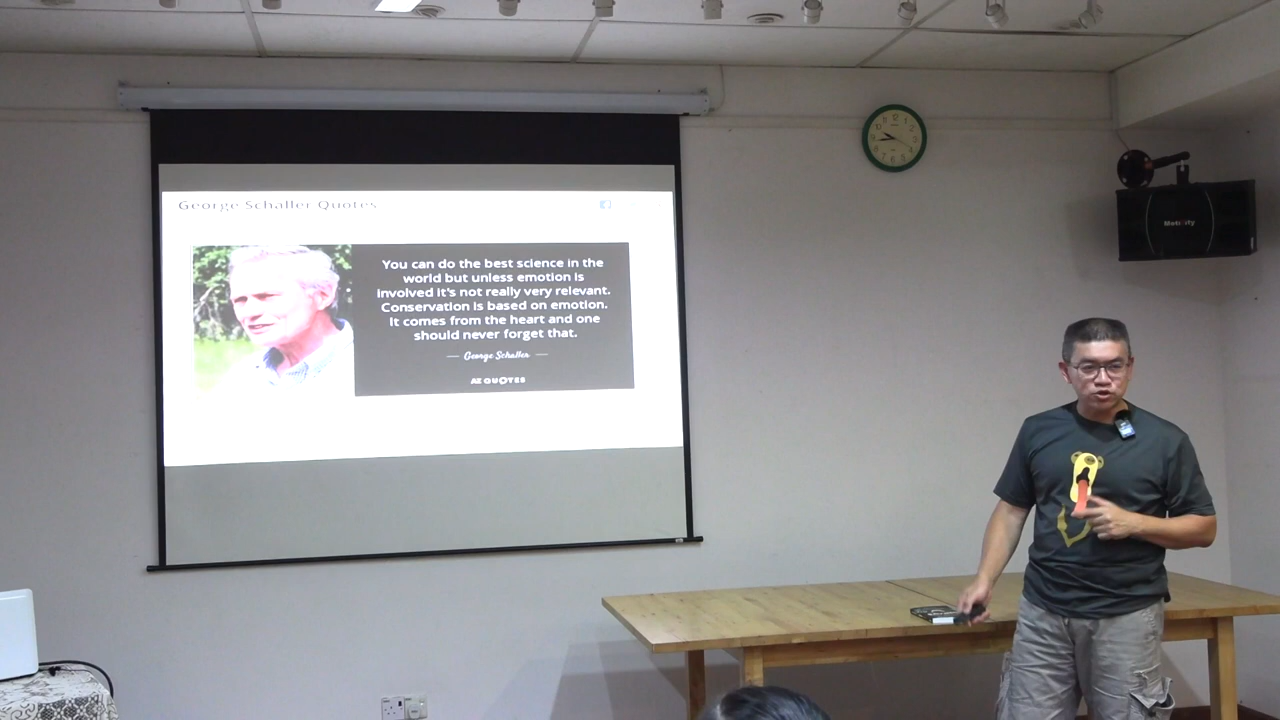 George Schaller Quotes
You can do the best science in the
world but unless emotion is
involved it's not really very relevant.
Conservation is based on emotion.
It comes from the heart and one
should never forget that.
— George Schaller —
AZ QUOTES